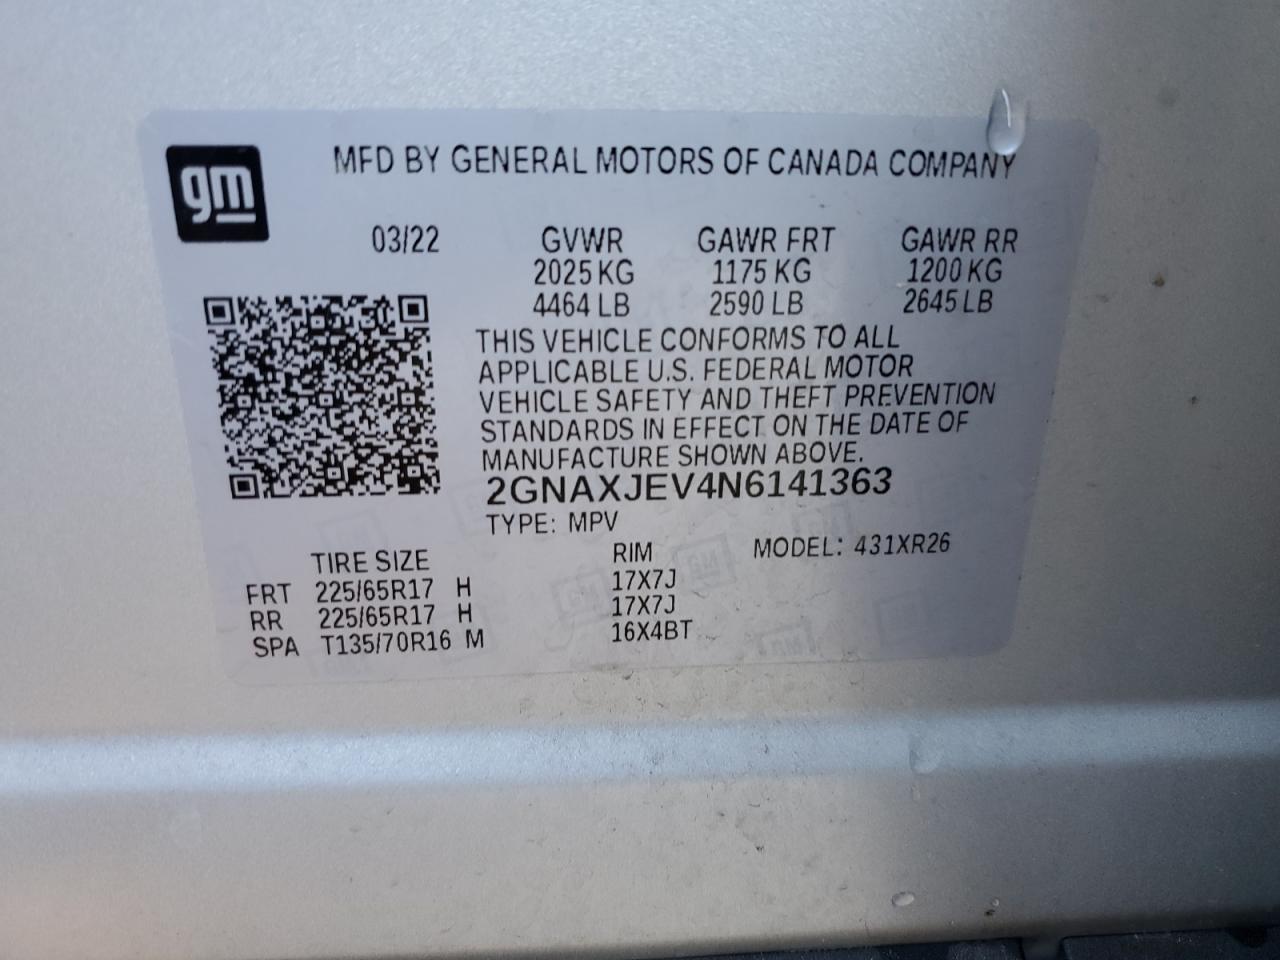 gm
MFD BY GENERAL MOTORS OF CANADA COMPANY
03/22 GVWR GAWR FRT GAWR RR
2025 KG 1175 KG 1200 KG
4464 LB 2590 LB 2645 LB
THIS VEHICLE CONFORMS TO ALL
APPLICABLE U.S. FEDERAL MOTOR
VEHICLE SAFETY AND THEFT PREVENTION
STANDARDS IN EFFECT ON THE DATE OF
MANUFACTURE SHOWN ABOVE.
2GNAXJEV4N6141363
TYPE: MPV
TIRE SIZE RIM MODEL: 431XR26
FRT 225/65R17 H 17X7J
RR 225/65R17 H 17X7J
SPA T135/70R16 M 16X4BT